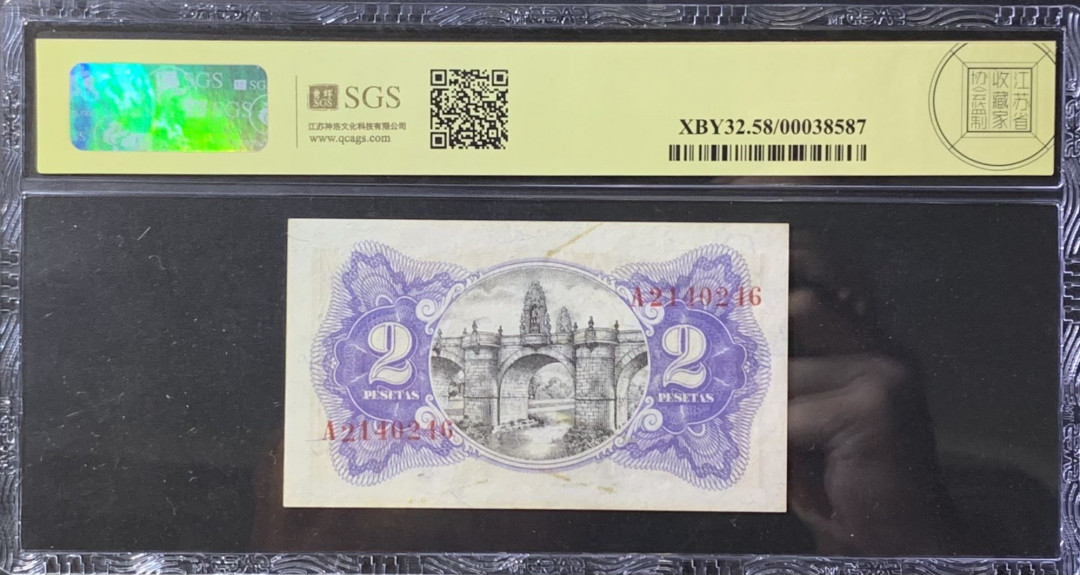 SGS
SGS
江苏神洛文化科技有限公司
www.qcags.com
XBY32.58/00038587
江苏省
收藏家
协会监制
A2140246
2
PESETAS
2
PESETAS
A2140246